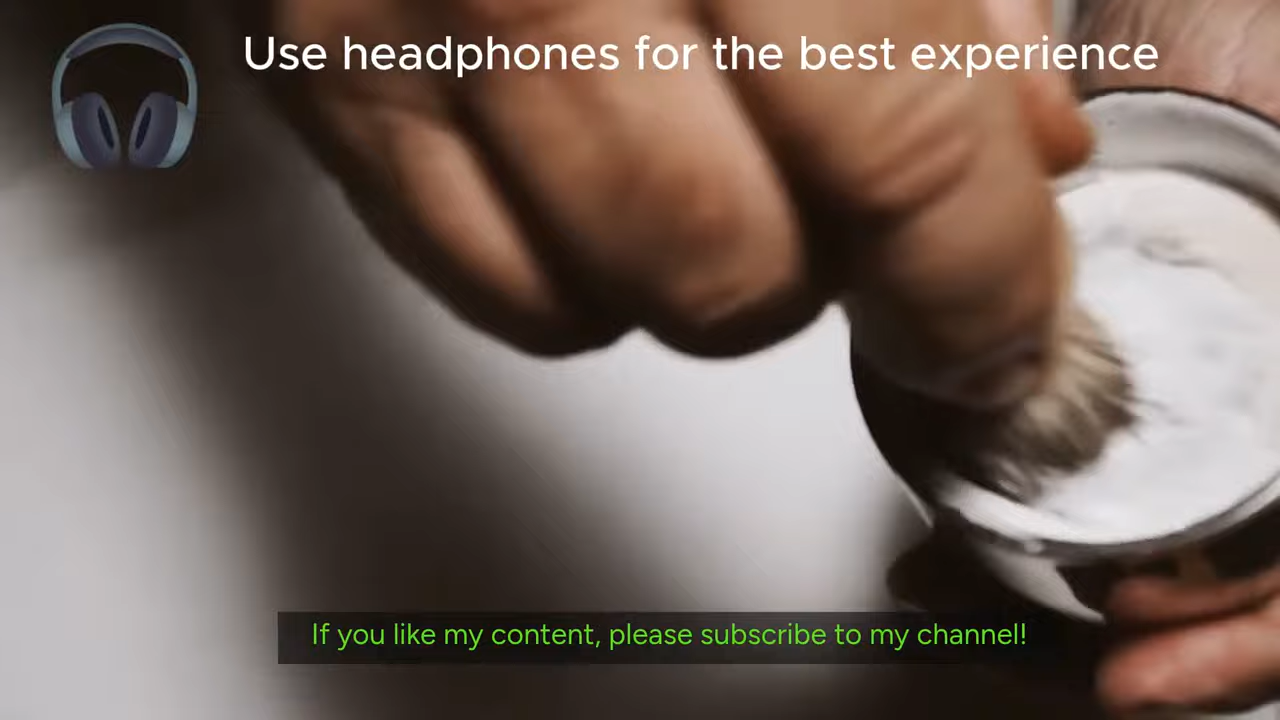 Use headphones for the best experience
If you like my content, please subscribe to my channel!